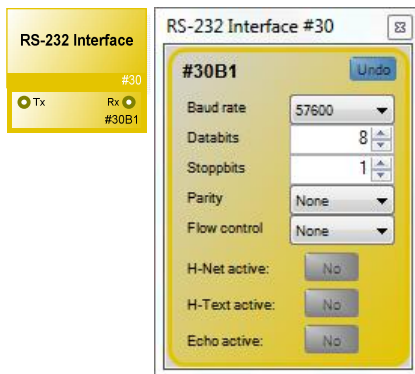 RS-232 Interface
#30
Tx Rx
#30B1
RS-232 Interface #30
#30B1 Undo
Baud rate 57600
Databits 8
Stoppbits 1
Parity None
Flow control None
H-Net active: No
H-Text active: No
Echo active: No